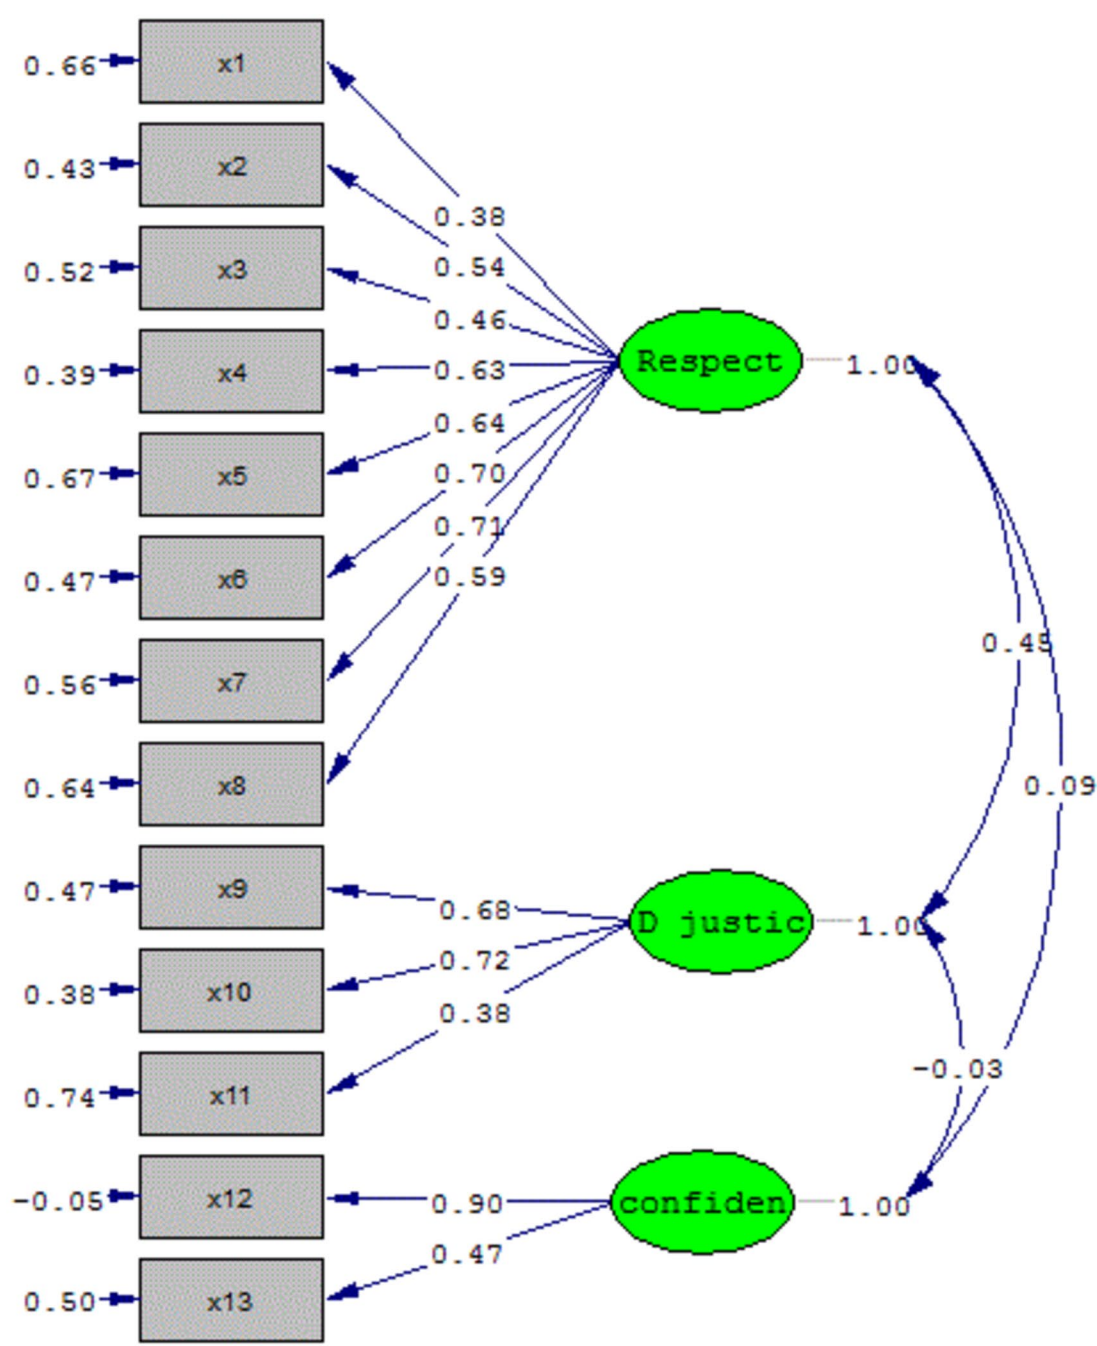 0.66 x1
0.43 x2
0.38
0.52 x3
0.54
0.46
0.39 x4
0.63
Respect 1.00
0.64
0.67 x5
0.70
0.71
0.47 x6
0.59
0.45
0.56 x7
0.64 x8
0.09
0.47 x9
0.68
D justic 1.00
0.72
0.38 x10
0.38
-0.03
0.74 x11
-0.05 x12
0.90
confiden 1.00
0.47
0.50 x13